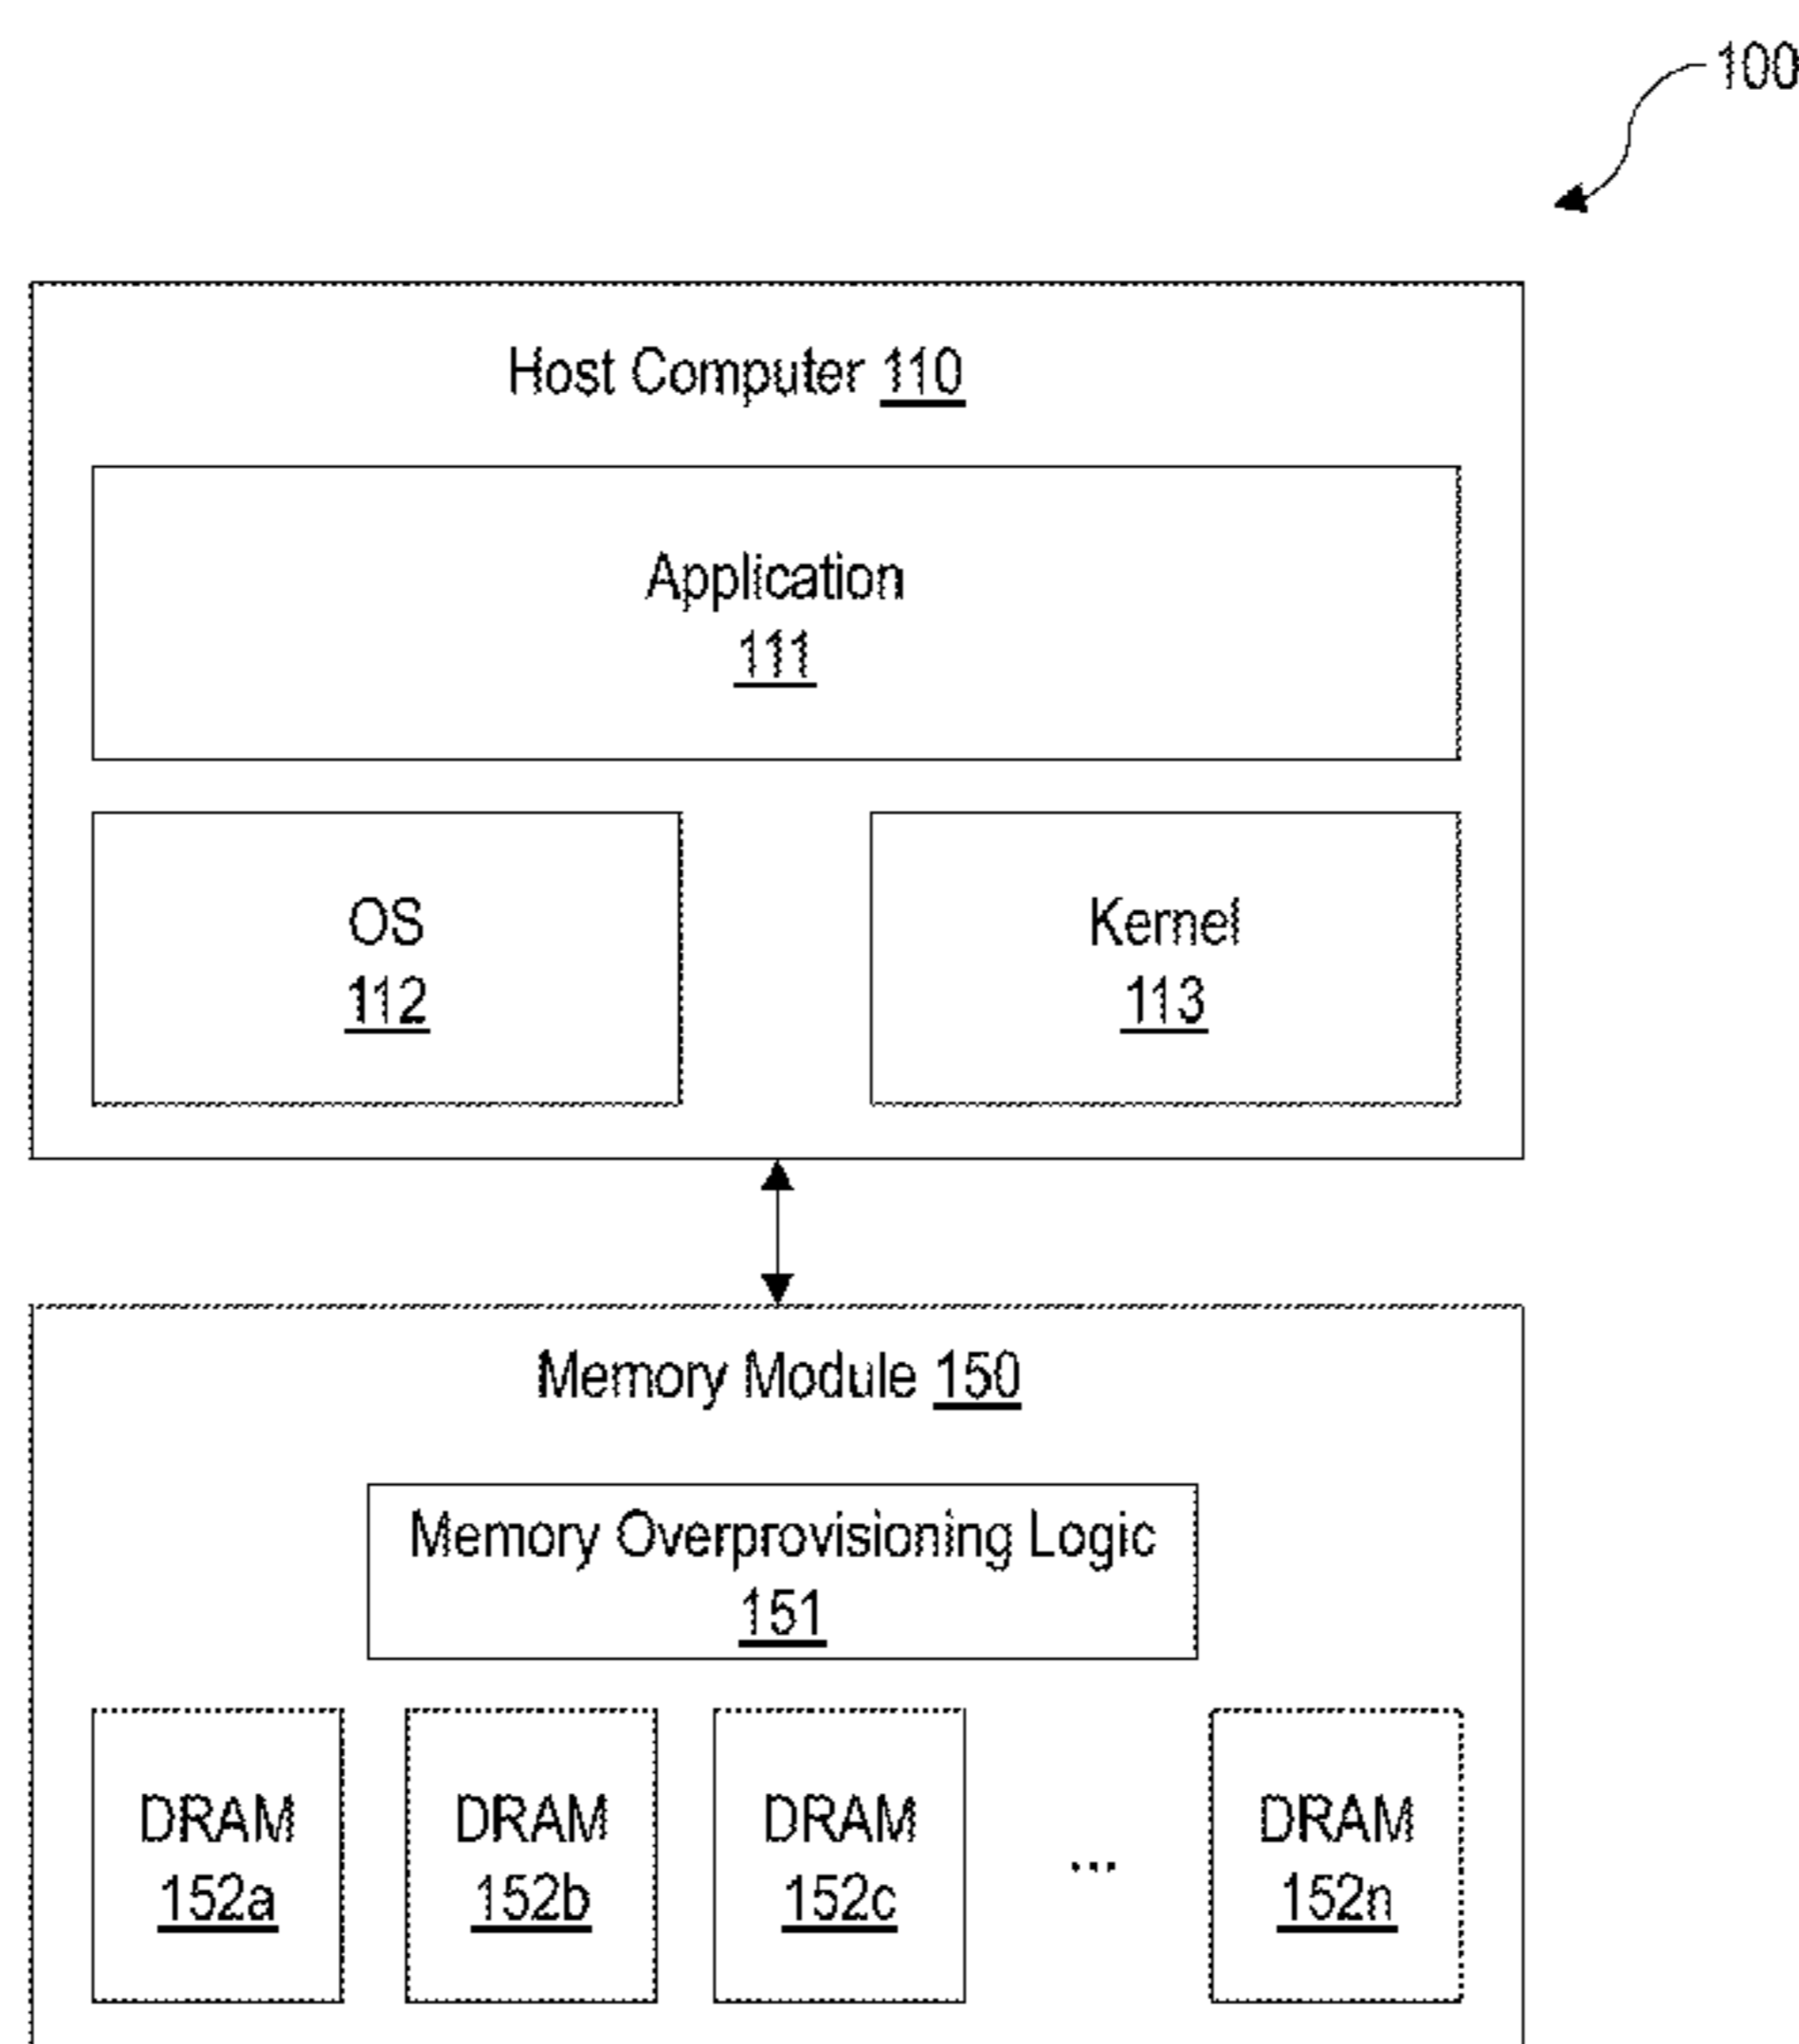 100
Host Computer 110
Application
111
OS
112
Kernel
113
Memory Module 150
Memory Overprovisioning Logic
151
DRAM
152a
DRAM
152b
DRAM
152c
...
DRAM
152n